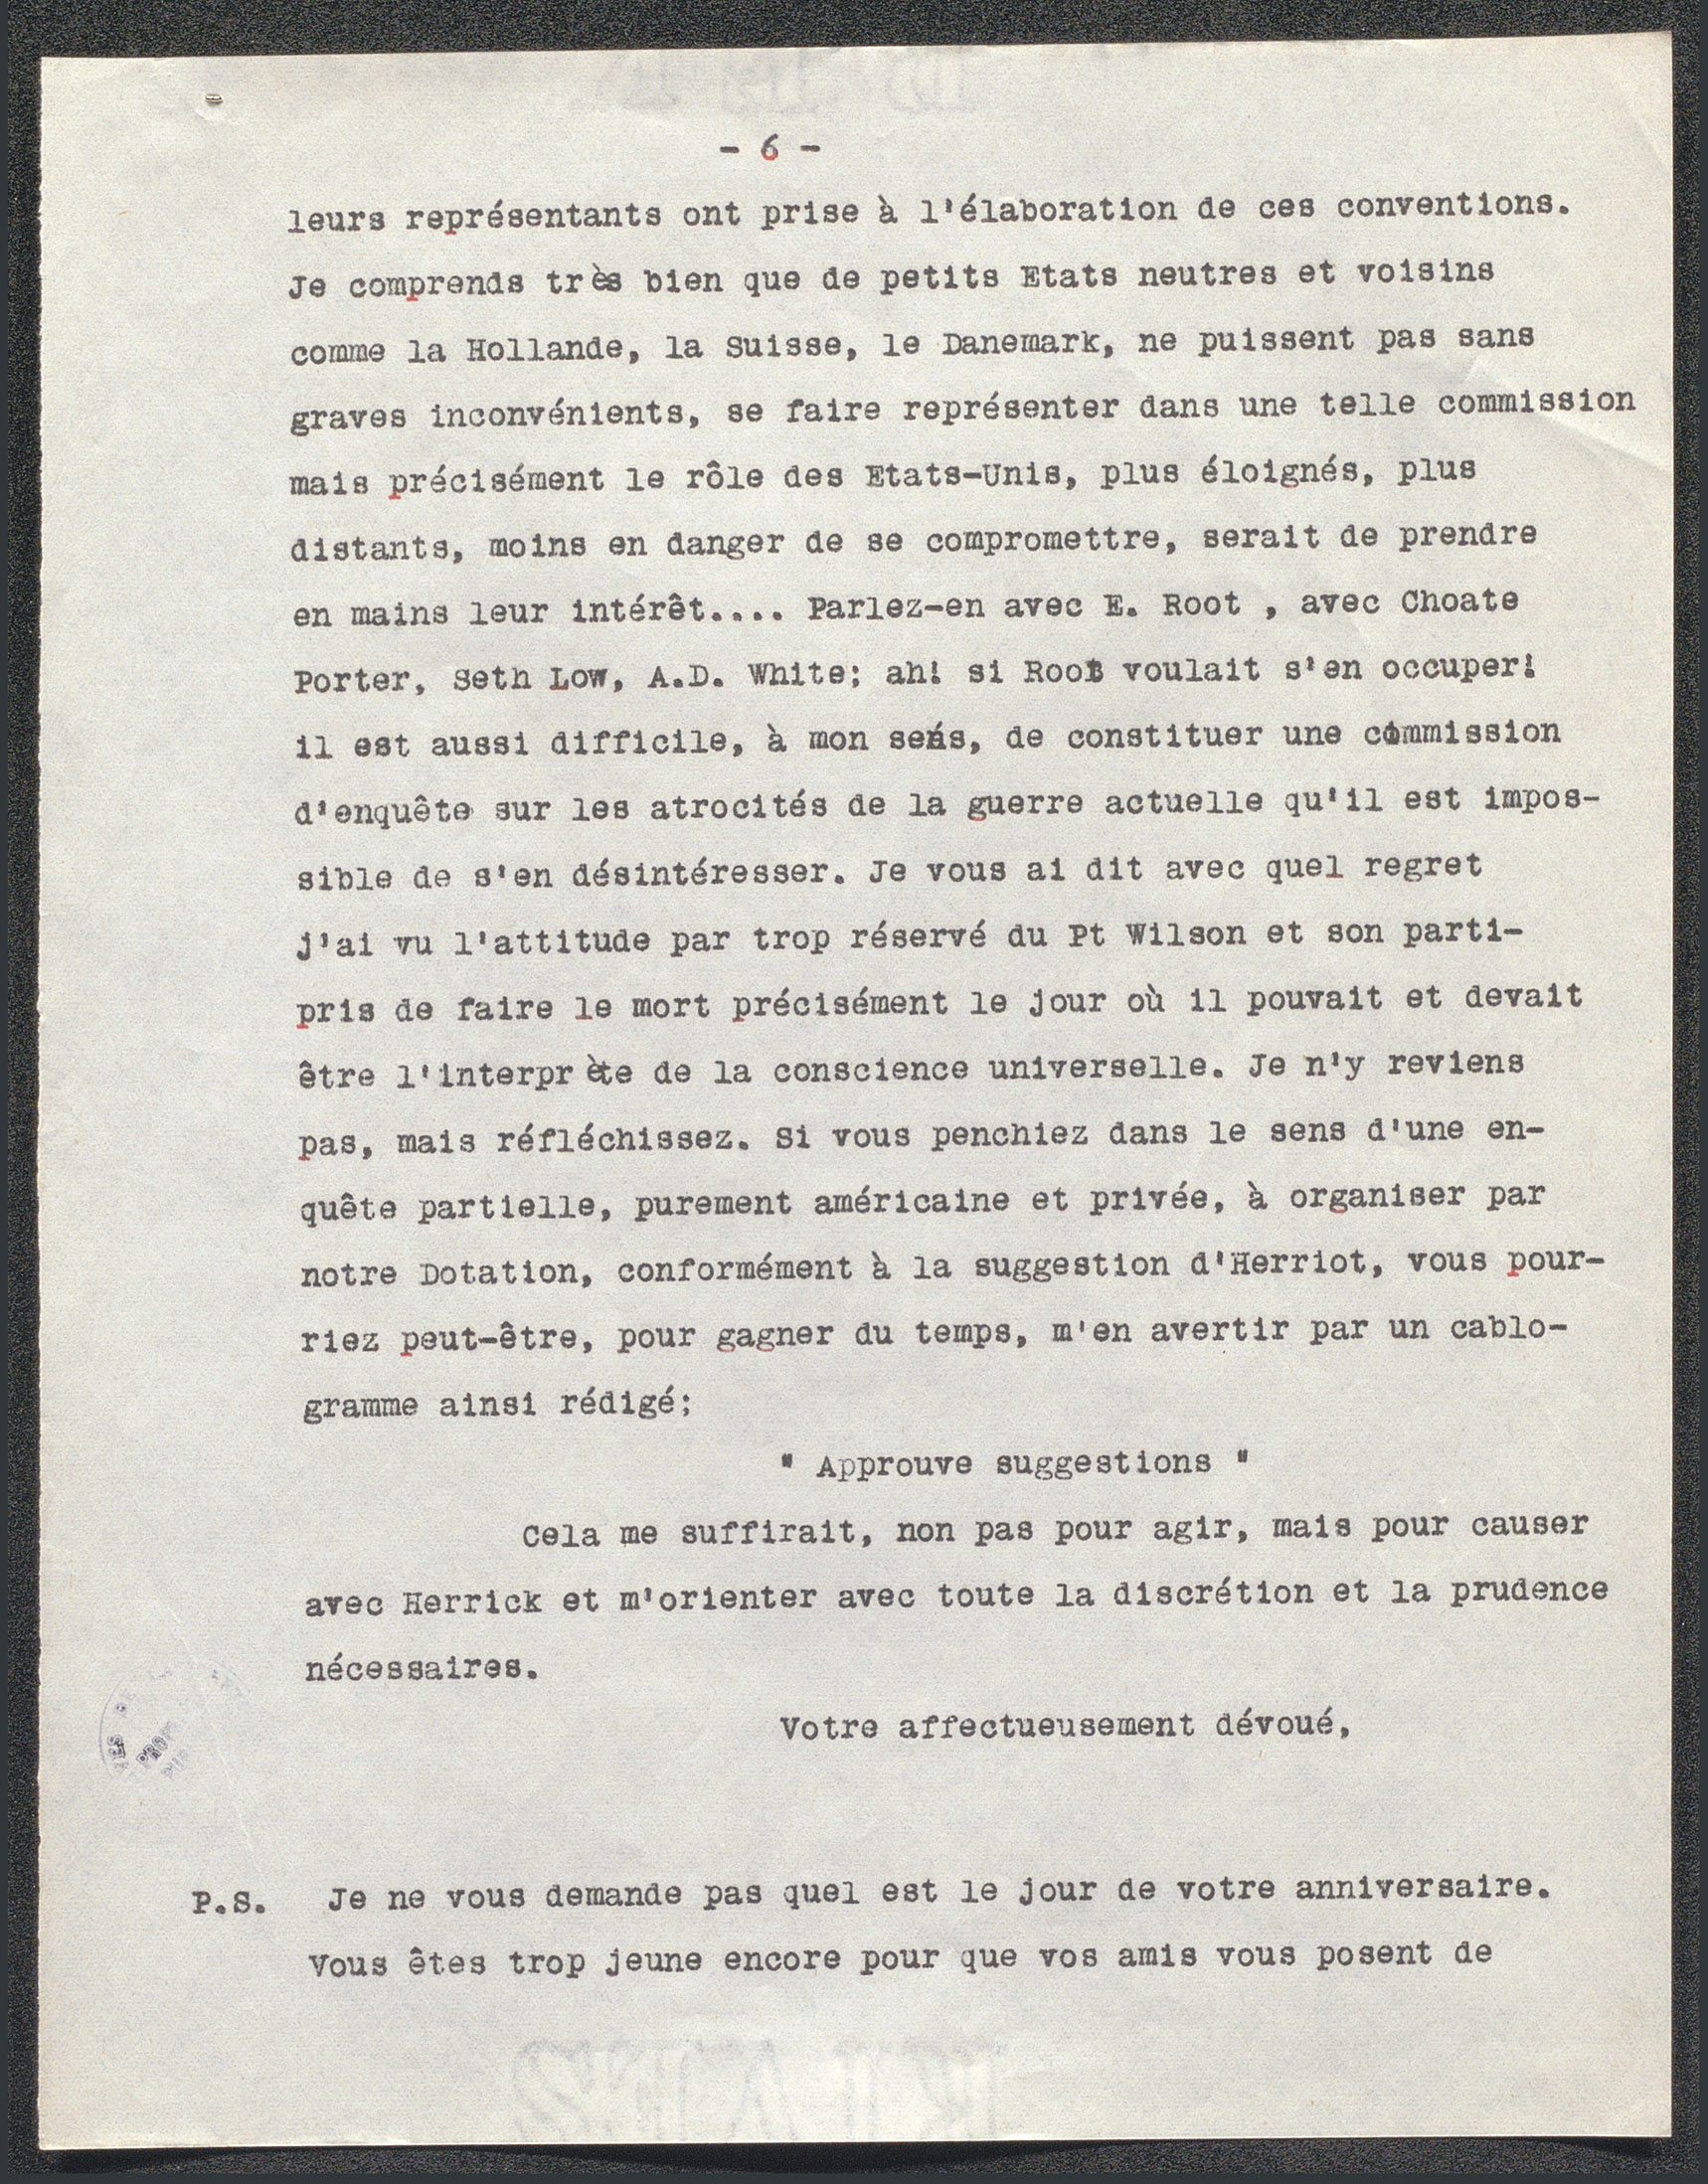 - 6 -
leurs représentants ont prise à l'élaboration de ces conventions.
Je comprends très bien que de petits Etats neutres et voisins
comme la Hollande, la Suisse, le Danemark, ne puissent pas sans
graves inconvénients, se faire représenter dans une telle commission
mais précisément le rôle des Etats-Unis, plus éloignés, plus
distants, moins en danger de se compromettre, serait de prendre
en mains leur intérêt.... Parlez-en avec E. Root , avec Choate
Porter, Seth Low, A.D. White; ah! si Root voulait s'en occuper!
il est aussi difficile, à mon sens, de constituer une commission
d'enquête sur les atrocités de la guerre actuelle qu'il est impos-
sible de s'en désintéresser. Je vous ai dit avec quel regret
j'ai vu l'attitude par trop réservé du Pt Wilson et son parti-
pris de faire le mort précisément le jour où il pouvait et devait
être l'interprète de la conscience universelle. Je n'y reviens
pas, mais réfléchissez. Si vous penchiez dans le sens d'une en-
quête partielle, purement américaine et privée, à organiser par
notre Dotation, conformément à la suggestion d'Herriot, vous pour-
riez peut-être, pour gagner du temps, m'en avertir par un cablo-
gramme ainsi rédigé;
" Approuve suggestions "
Cela me suffirait, non pas pour agir, mais pour causer
avec Herrick et m'orienter avec toute la discrétion et la prudence
nécessaires.
Votre affectueusement dévoué,
P.S. Je ne vous demande pas quel est le jour de votre anniversaire.
Vous êtes trop jeune encore pour que vos amis vous posent de